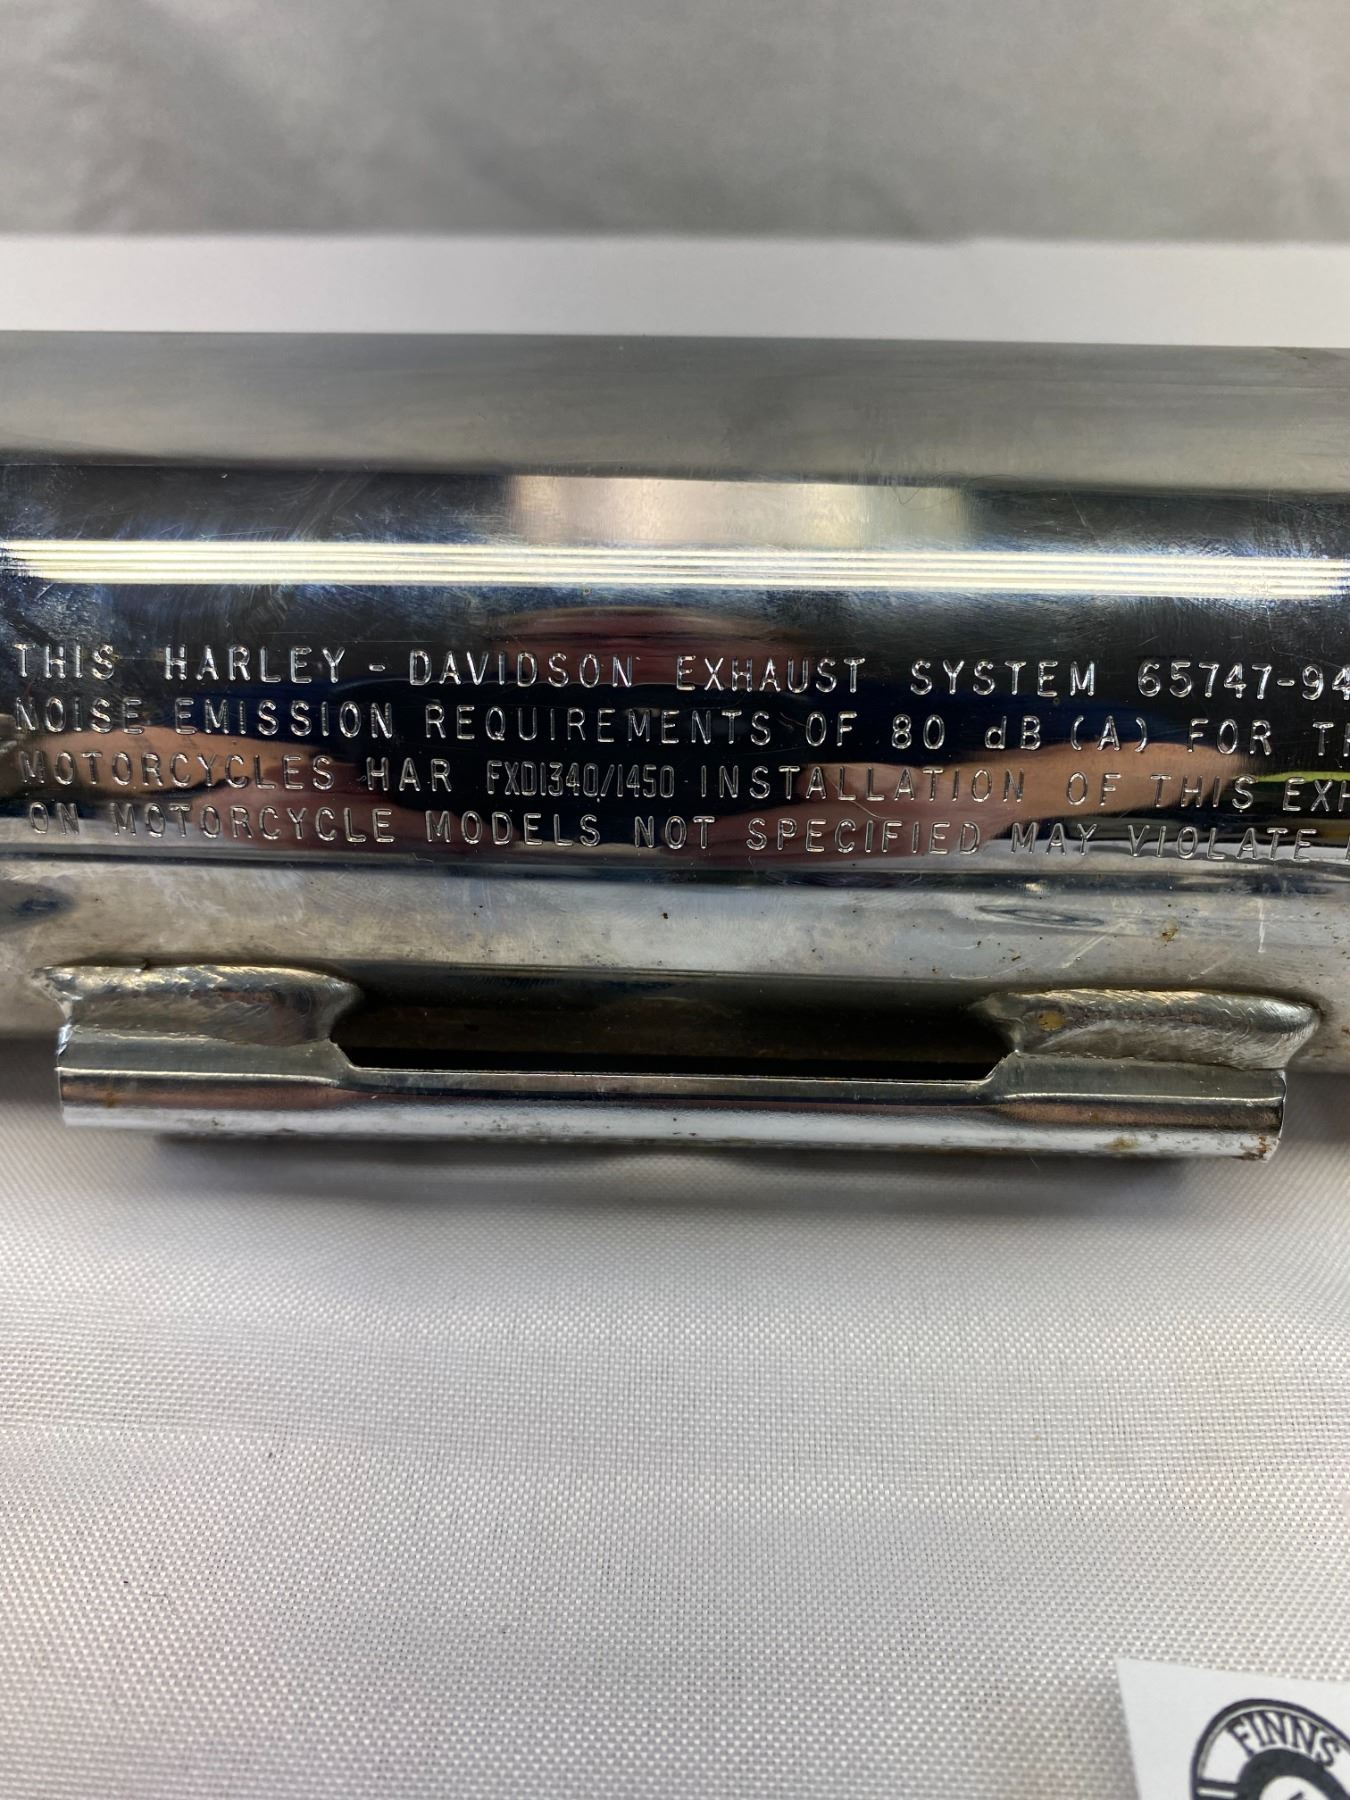 THIS HARLEY-DAVIDSON EXHAUST SYSTEM 65747-94
NOISE EMISSION REQUIREMENTS OF 80 dB (A) FOR
MOTORCYCLES HAR FXD1340/1450 INSTALLATION OF THIS
ON MOTORCYCLE MODELS NOT SPECIFIED MAY VIOLATE
FINNS